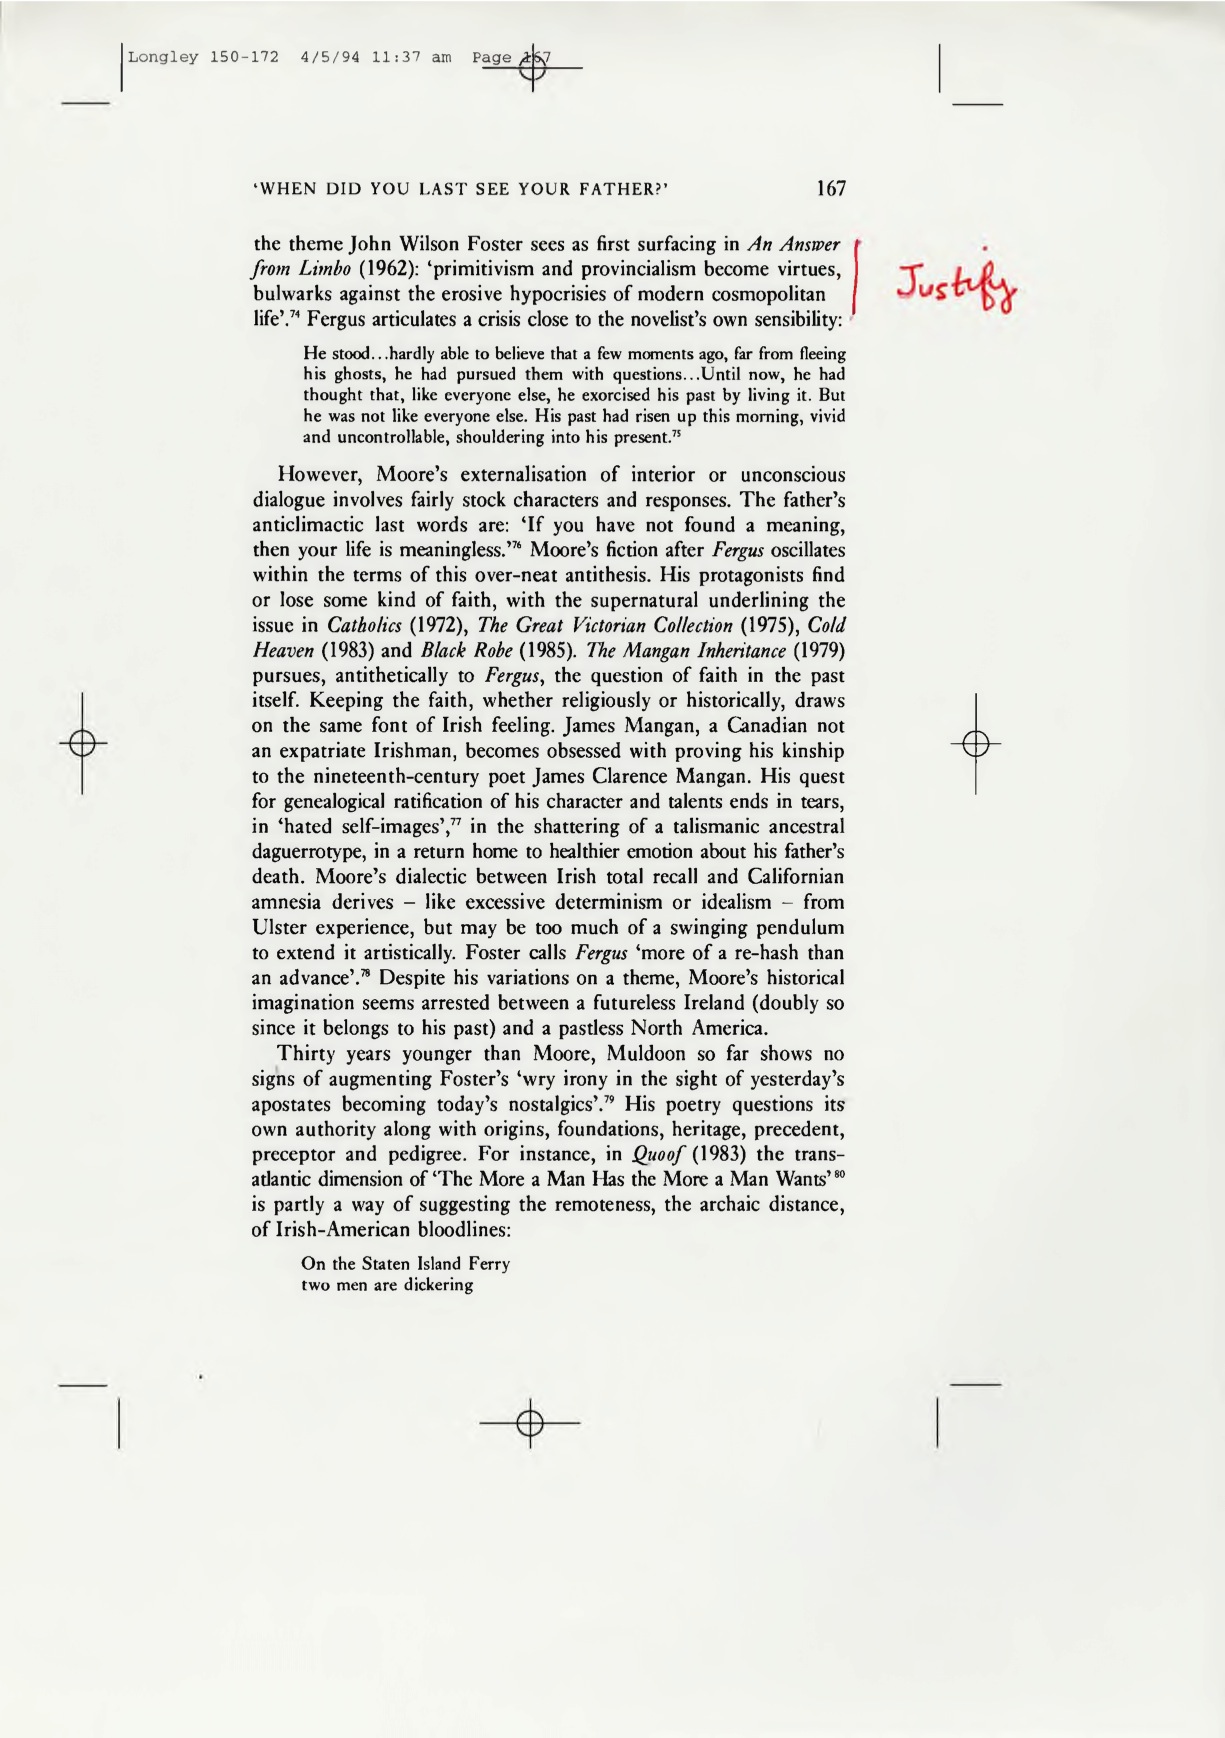 Longley 150-172 4/5/94 11:37 am Page 167
‘WHEN DID YOU LAST SEE YOUR FATHER?’ 167
the theme John Wilson Foster sees as first surfacing in An Answer
from Limbo (1962): ‘primitivism and provincialism become virtues,
bulwarks against the erosive hypocrisies of modern cosmopolitan
life’.⁷⁴ Fergus articulates a crisis close to the novelist’s own sensibility:
Justify
He stood...hardly able to believe that a few moments ago, far from fleeing
his ghosts, he had pursued them with questions...Until now, he had
thought that, like everyone else, he exorcised his past by living it. But
he was not like everyone else. His past had risen up this morning, vivid
and uncontrollable, shouldering into his present.⁷⁵
However, Moore’s externalisation of interior or unconscious
dialogue involves fairly stock characters and responses. The father’s
anticlimactic last words are: ‘If you have not found a meaning,
then your life is meaningless.’⁷⁶ Moore’s fiction after Fergus oscillates
within the terms of this over-neat antithesis. His protagonists find
or lose some kind of faith, with the supernatural underlining the
issue in Catholics (1972), The Great Victorian Collection (1975), Cold
Heaven (1983) and Black Robe (1985). The Mangan Inheritance (1979)
pursues, antithetically to Fergus, the question of faith in the past
itself. Keeping the faith, whether religiously or historically, draws
on the same font of Irish feeling. James Mangan, a Canadian not
an expatriate Irishman, becomes obsessed with proving his kinship
to the nineteenth-century poet James Clarence Mangan. His quest
for genealogical ratification of his character and talents ends in tears,
in ‘hated self-images’,⁷⁷ in the shattering of a talismanic ancestral
daguerrotype, in a return home to healthier emotion about his father’s
death. Moore’s dialectic between Irish total recall and Californian
amnesia derives – like excessive determinism or idealism – from
Ulster experience, but may be too much of a swinging pendulum
to extend it artistically. Foster calls Fergus ‘more of a re-hash than
an advance’.⁷⁸ Despite his variations on a theme, Moore’s historical
imagination seems arrested between a futureless Ireland (doubly so
since it belongs to his past) and a pastless North America.
Thirty years younger than Moore, Muldoon so far shows no
signs of augmenting Foster’s ‘wry irony in the sight of yesterday’s
apostates becoming today’s nostalgics’.⁷⁹ His poetry questions its
own authority along with origins, foundations, heritage, precedent,
preceptor and pedigree. For instance, in Quoof (1983) the trans-
atlantic dimension of ‘The More a Man Has the More a Man Wants’⁸⁰
is partly a way of suggesting the remoteness, the archaic distance,
of Irish-American bloodlines:
On the Staten Island Ferry
two men are dickering